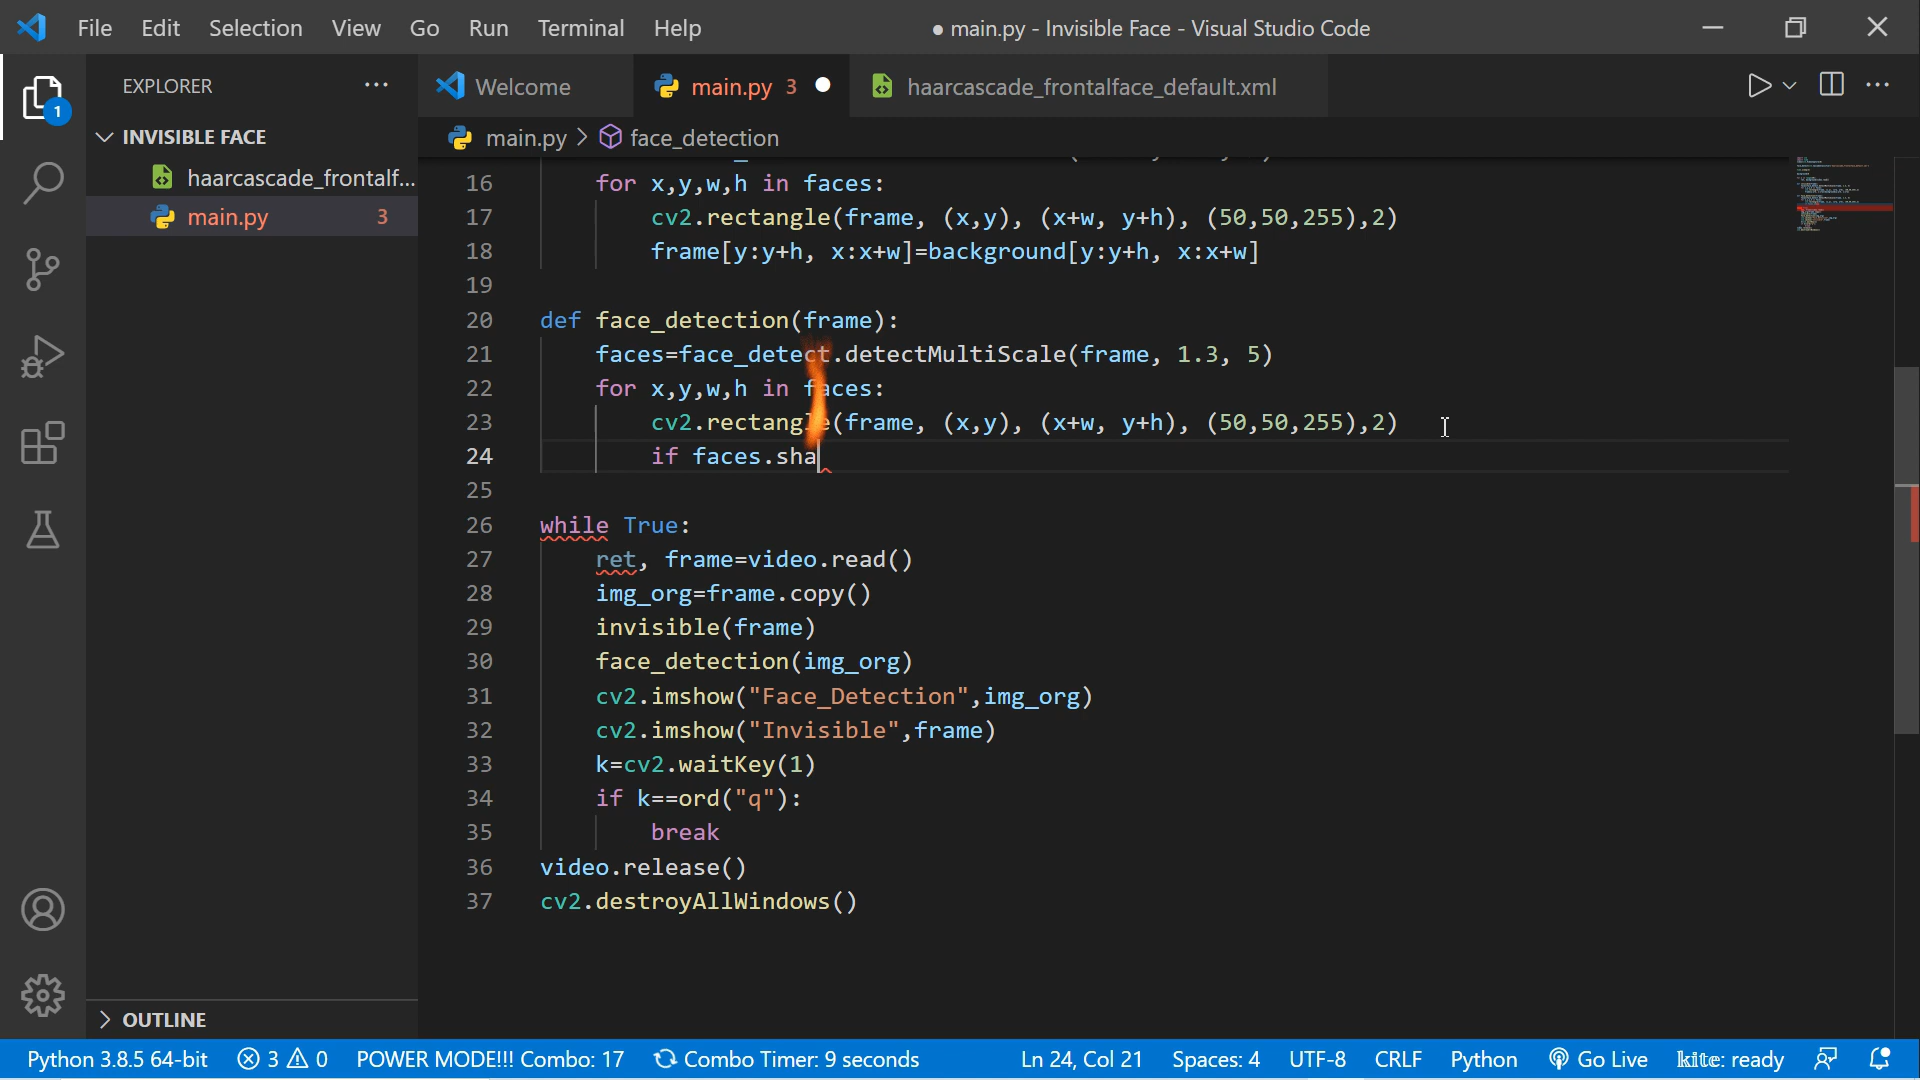 File Edit Selection View Go Run Terminal Help
● main.py - Invisible Face - Visual Studio Code
EXPLORER
Welcome
main.py 3
haarcascade_frontalface_default.xml
1
INVISIBLE FACE
haarcascade_frontalf...
main.py 3
main.py > face_detection
16 for x,y,w,h in faces:
17 cv2.rectangle(frame, (x,y), (x+w, y+h), (50,50,255),2)
18 frame[y:y+h, x:x+w]=background[y:y+h, x:x+w]
19
20 def face_detection(frame):
21 faces=face_detect.detectMultiScale(frame, 1.3, 5)
22 for x,y,w,h in faces:
23 cv2.rectangle(frame, (x,y), (x+w, y+h), (50,50,255),2)
24 if faces.sha
25
26 while True:
27 ret, frame=video.read()
28 img_org=frame.copy()
29 invisible(frame)
30 face_detection(img_org)
31 cv2.imshow("Face_Detection",img_org)
32 cv2.imshow("Invisible",frame)
33 k=cv2.waitKey(1)
34 if k==ord("q"):
35 break
36 video.release()
37 cv2.destroyAllWindows()
OUTLINE
Python 3.8.5 64-bit 3 0 POWER MODE!!! Combo: 17 Combo Timer: 9 seconds Ln 24, Col 21 Spaces: 4 UTF-8 CRLF Python Go Live kite: ready